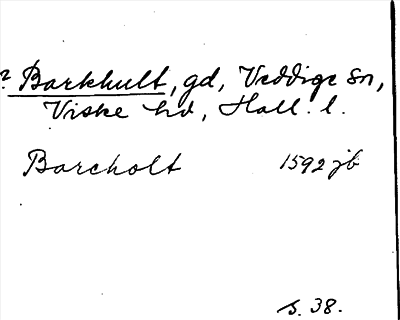 ? Barkhult, gd, Veddige sn,
Viske hd, Hall. l.
Barcholt 1592 jb
s. 38.